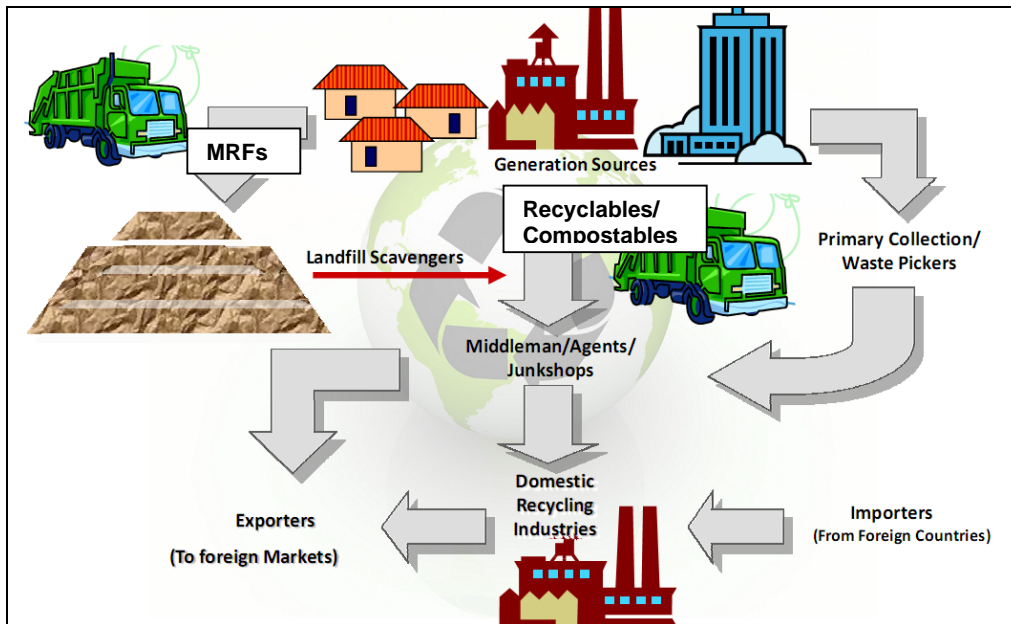 MRFs
Generation Sources
Recyclables/
Compostables
Primary Collection/
Waste Pickers
Landfill Scavengers
Middleman/Agents/
Junkshops
Domestic
Recycling
Industries
Exporters
(To foreign Markets)
Importers
(From Foreign Countries)